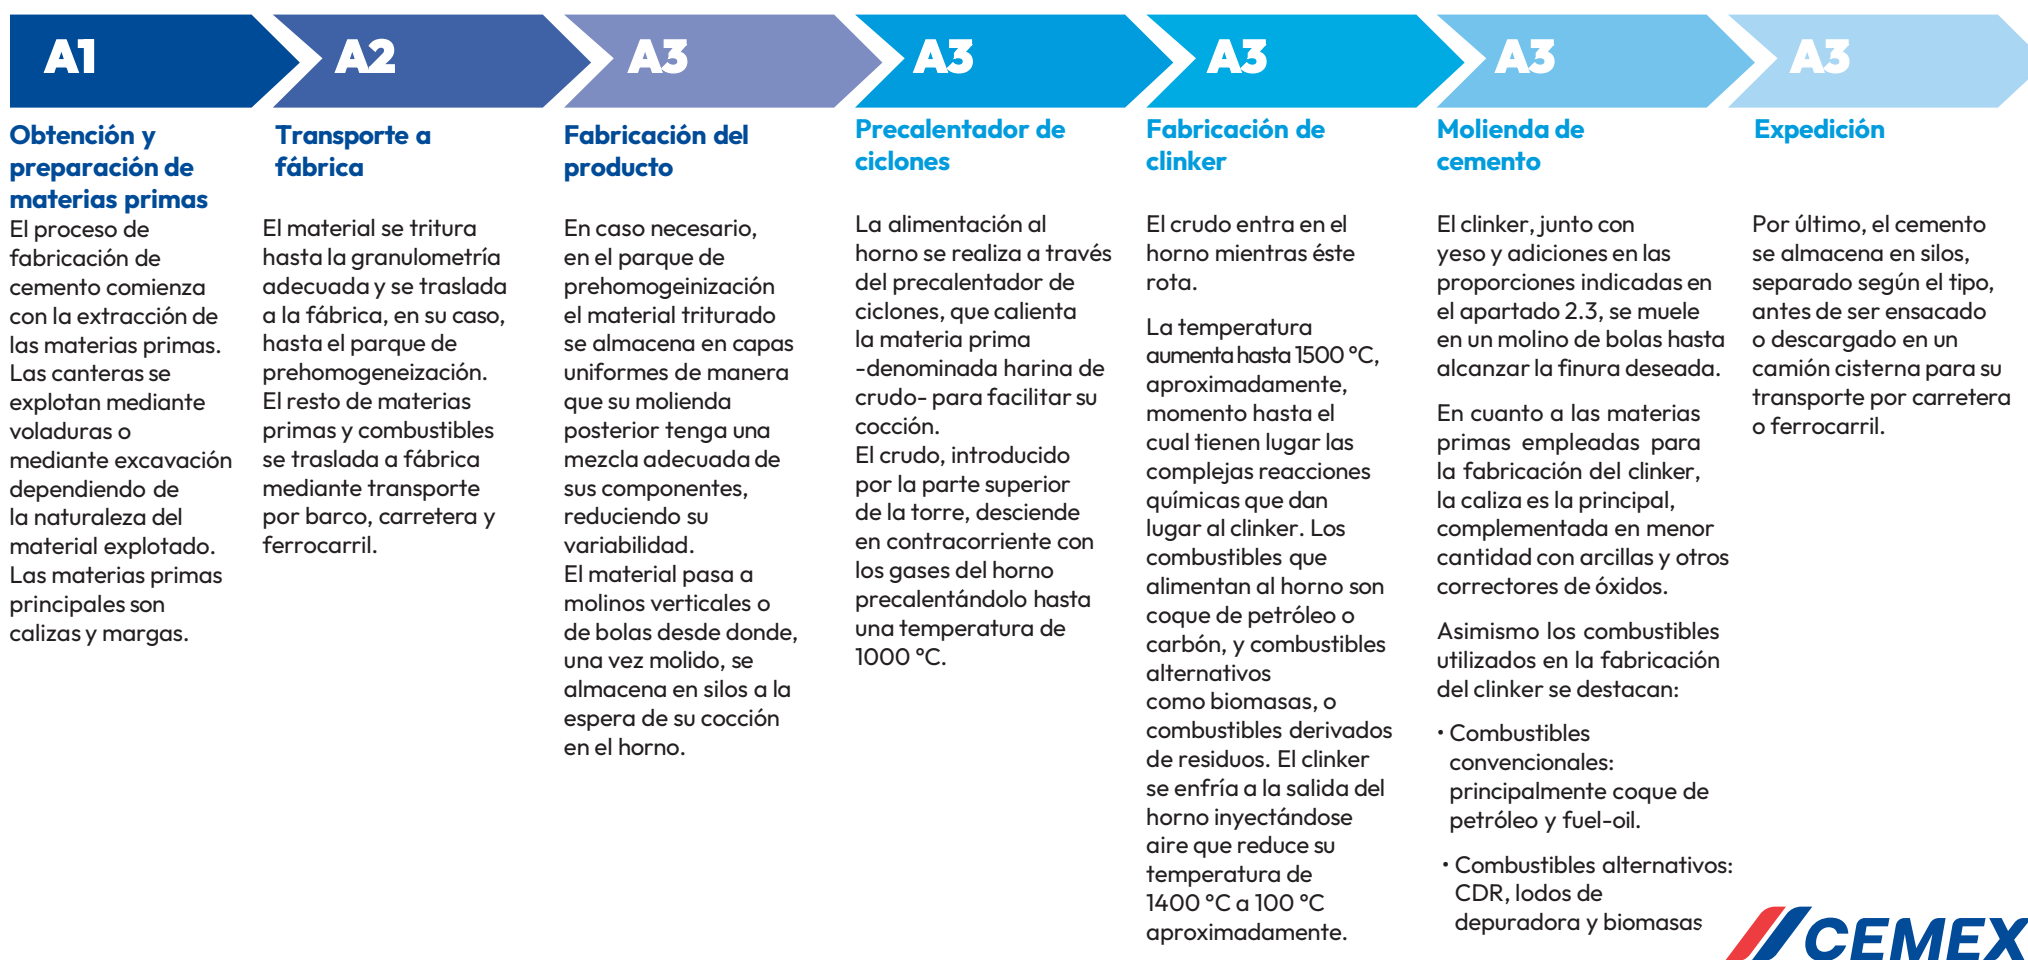 A1
Obtención y
preparación de
materias primas
El proceso de
fabricación de
cemento comienza
con la extracción de
las materias primas.
Las canteras se
explotan mediante
voladuras o
mediante excavación
dependiendo de
la naturaleza del
material explotado.
Las materias primas
principales son
calizas y margas.
A2
Transporte a
fábrica
El material se tritura
hasta la granulometría
adecuada y se traslada
a la fábrica, en su caso,
hasta el parque de
prehomogeneización.
El resto de materias
primas y combustibles
se traslada a fábrica
mediante transporte
por barco, carretera y
ferrocarril.
A3
Fabricación del
producto
En caso necesario,
en el parque de
prehomogeinización
el material triturado
se almacena en capas
uniformes de manera
que su molienda
posterior tenga una
mezcla adecuada de
sus componentes,
reduciendo su
variabilidad.
El material pasa a
molinos verticales o
de bolas desde donde,
una vez molido, se
almacena en silos a la
espera de su cocción
en el horno.
A3
Precalentador de
ciclones
La alimentación al
horno se realiza a través
del precalentador de
ciclones, que calienta
la materia prima
-denominada harina de
crudo- para facilitar su
cocción.
El crudo, introducido
por la parte superior
de la torre, desciende
en contracorriente con
los gases del horno
precalentándolo hasta
una temperatura de
1000 °C.
A3
Fabricación de
clinker
El crudo entra en el
horno mientras éste
rota.
La temperatura
aumenta hasta 1500 °C,
aproximadamente,
momento hasta el
cual tienen lugar las
complejas reacciones
químicas que dan
lugar al clinker. Los
combustibles que
alimentan al horno son
coque de petróleo o
carbón, y combustibles
alternativos
como biomasas, o
combustibles derivados
de residuos. El clinker
se enfría a la salida del
horno inyectándose
aire que reduce su
temperatura de
1400 °C a 100 °C
aproximadamente.
A3
Molienda de
cemento
El clinker, junto con
yeso y adiciones en las
proporciones indicadas en
el apartado 2.3, se muele
en un molino de bolas hasta
alcanzar la finura deseada.
En cuanto a las materias
primas empleadas para
la fabricación del clinker,
la caliza es la principal,
complementada en menor
cantidad con arcillas y otros
correctores de óxidos.
Asimismo los combustibles
utilizados en la fabricación
del clinker se destacan:
• Combustibles
convencionales:
principalmente coque de
petróleo y fuel-oil.
• Combustibles alternativos:
CDR, lodos de
depuradora y biomasas
A3
Expedición
Por último, el cemento
se almacena en silos,
separado según el tipo,
antes de ser ensacado
o descargado en un
camión cisterna para su
transporte por carretera
o ferrocarril.
CEMEX